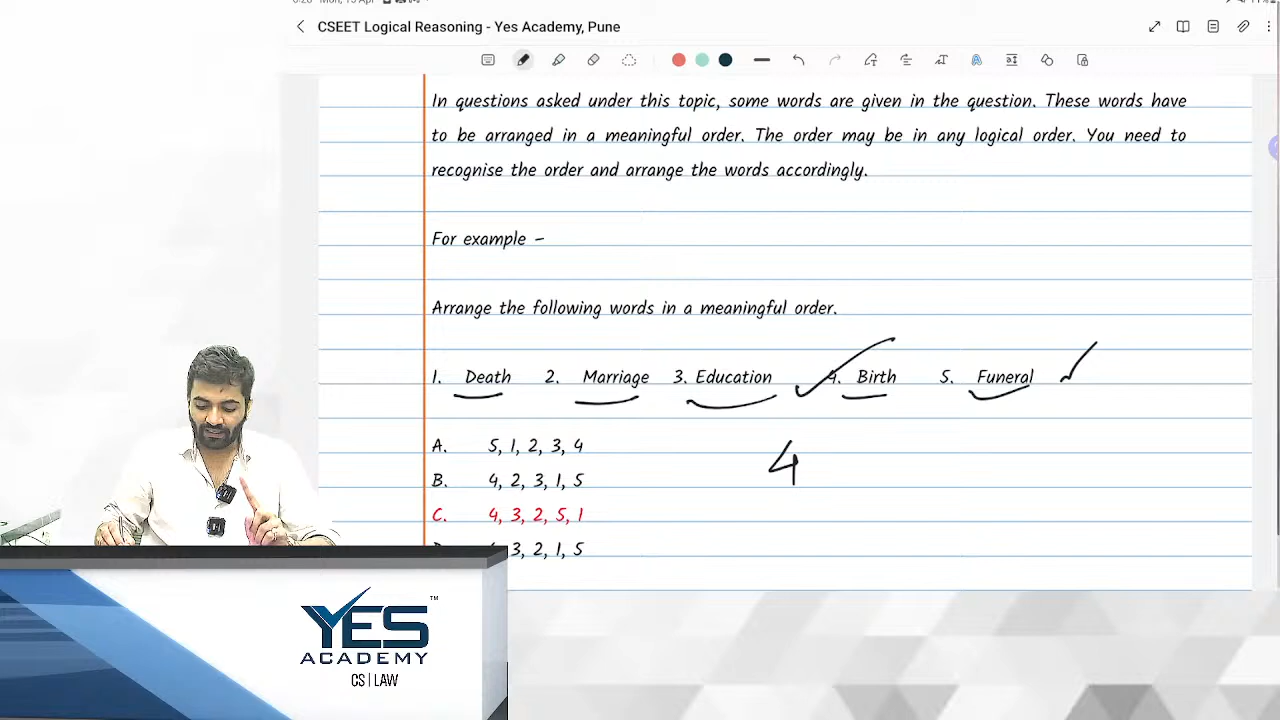 CSEET Logical Reasoning - Yes Academy, Pune
In questions asked under this topic, some words are given in the question. These words have
to be arranged in a meaningful order. The order may be in any logical order. You need to
recognise the order and arrange the words accordingly.
For example -
Arrange the following words in a meaningful order.
1. Death 2. Marriage 3. Education 4. Birth 5. Funeral
A. 5, 1, 2, 3, 4
4
B. 4, 2, 3, 1, 5
C. 4, 3, 2, 5, 1
3, 2, 1, 5
YES
TM
ACADEMY
CS | LAW